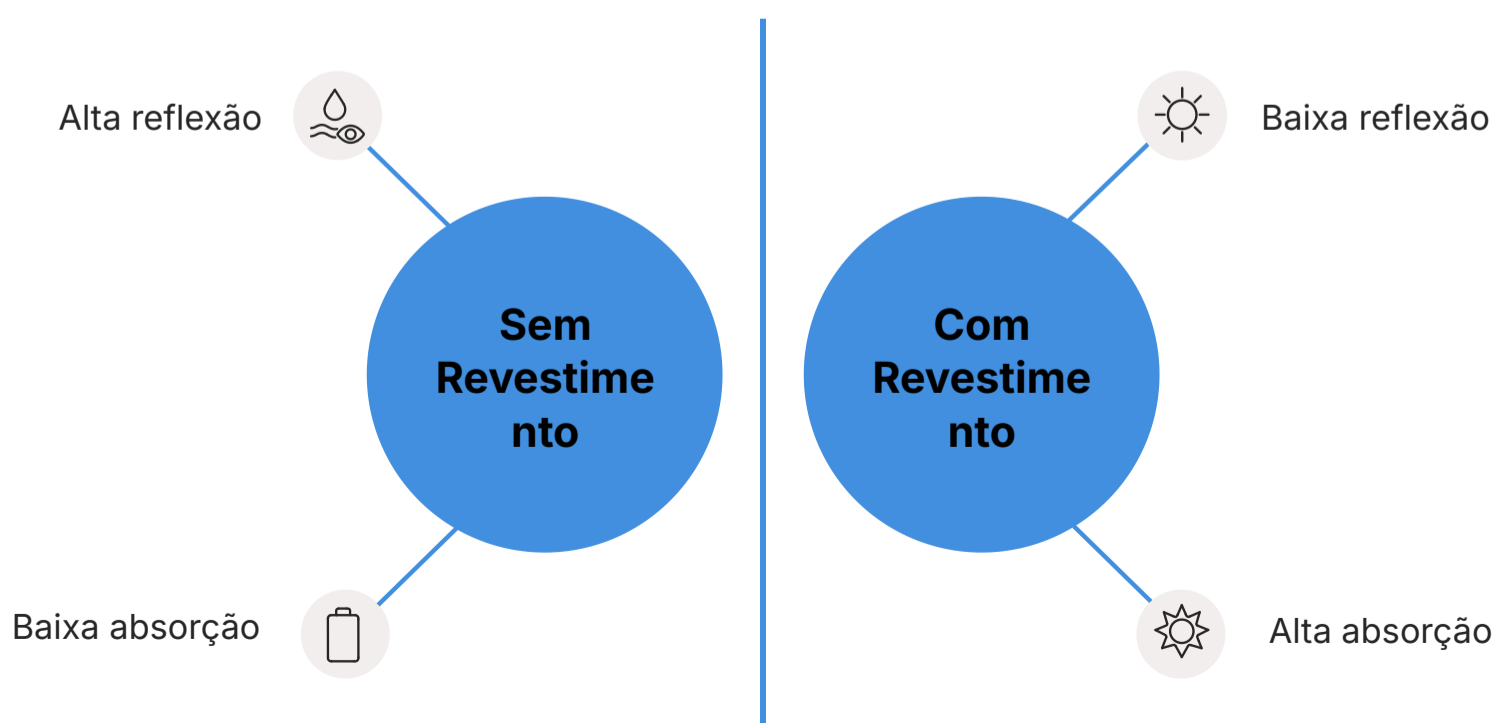 Alta reflexão
Baixa reflexão
Sem
Revestime
nto
Com
Revestime
nto
Baixa absorção
Alta absorção